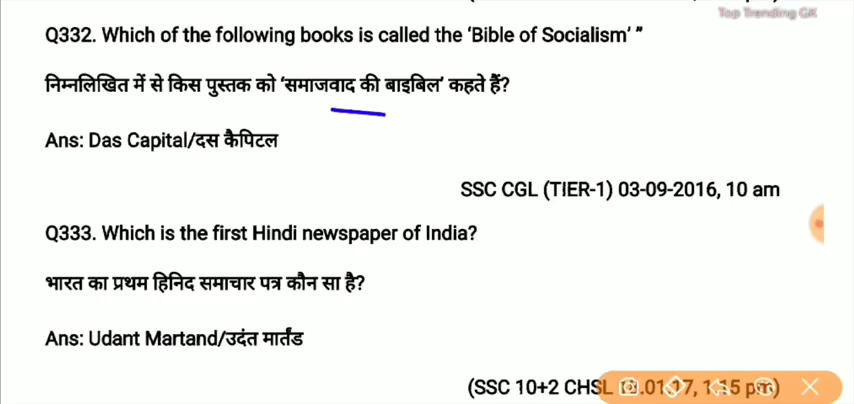 Top Trending GK
Q332. Which of the following books is called the ‘Bible of Socialism’ ”
निम्नलिखित में से किस पुस्तक को ‘समाजवाद की बाइबिल’ कहते हैं?
Ans: Das Capital/दस कैपिटल
SSC CGL (TIER-1) 03-09-2016, 10 am
Q333. Which is the first Hindi newspaper of India?
भारत का प्रथम हिनिद समाचार पत्र कौन सा है?
Ans: Udant Martand/उदंत मार्तंड
(SSC 10+2 CHSL pm)